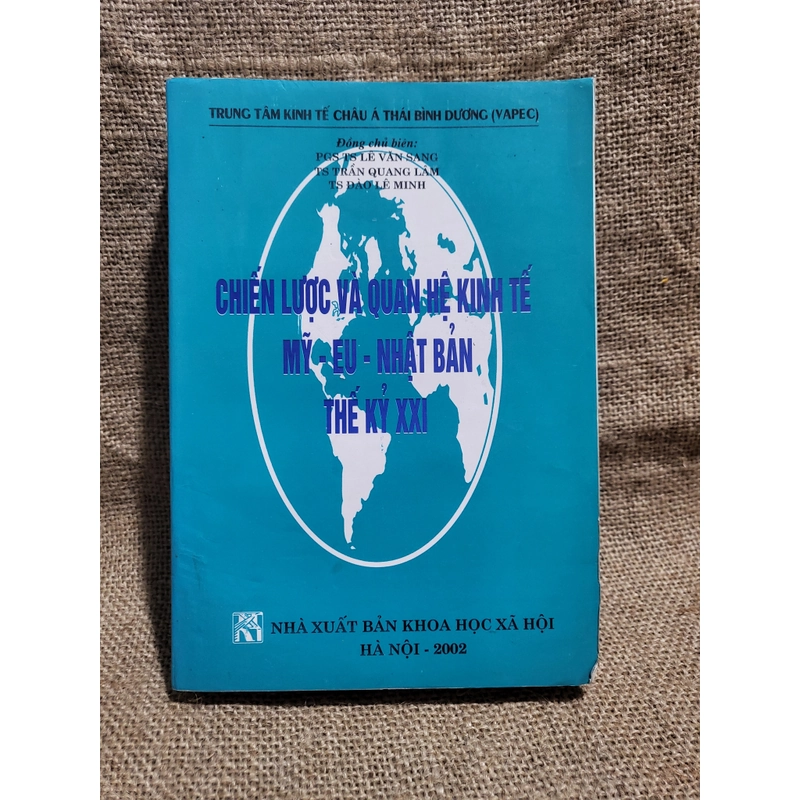 TRUNG TÂM KINH TẾ CHÂU Á THÁI BÌNH DƯƠNG (VAPEC)
Đồng chủ biên:
PGS TS LÊ VĂN SANG
TS TRẦN QUANG LÂM
TS ĐÀO LÊ MINH
CHIẾN LƯỢC VÀ QUAN HỆ KINH TẾ
MỸ - EU - NHẬT BẢN
THẾ KỶ XXI
NHÀ XUẤT BẢN KHOA HỌC XÃ HỘI
HÀ NỘI - 2002